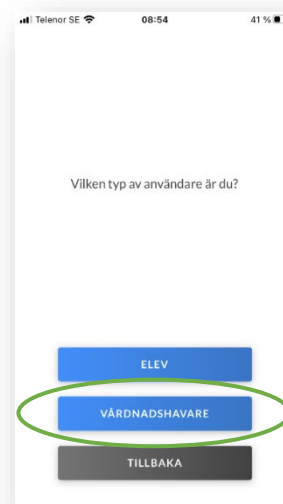 Telenor SE 08:54 41 %
Vilken typ av användare är du?
ELEV
VÅRDNADSHAVARE
TILLBAKA